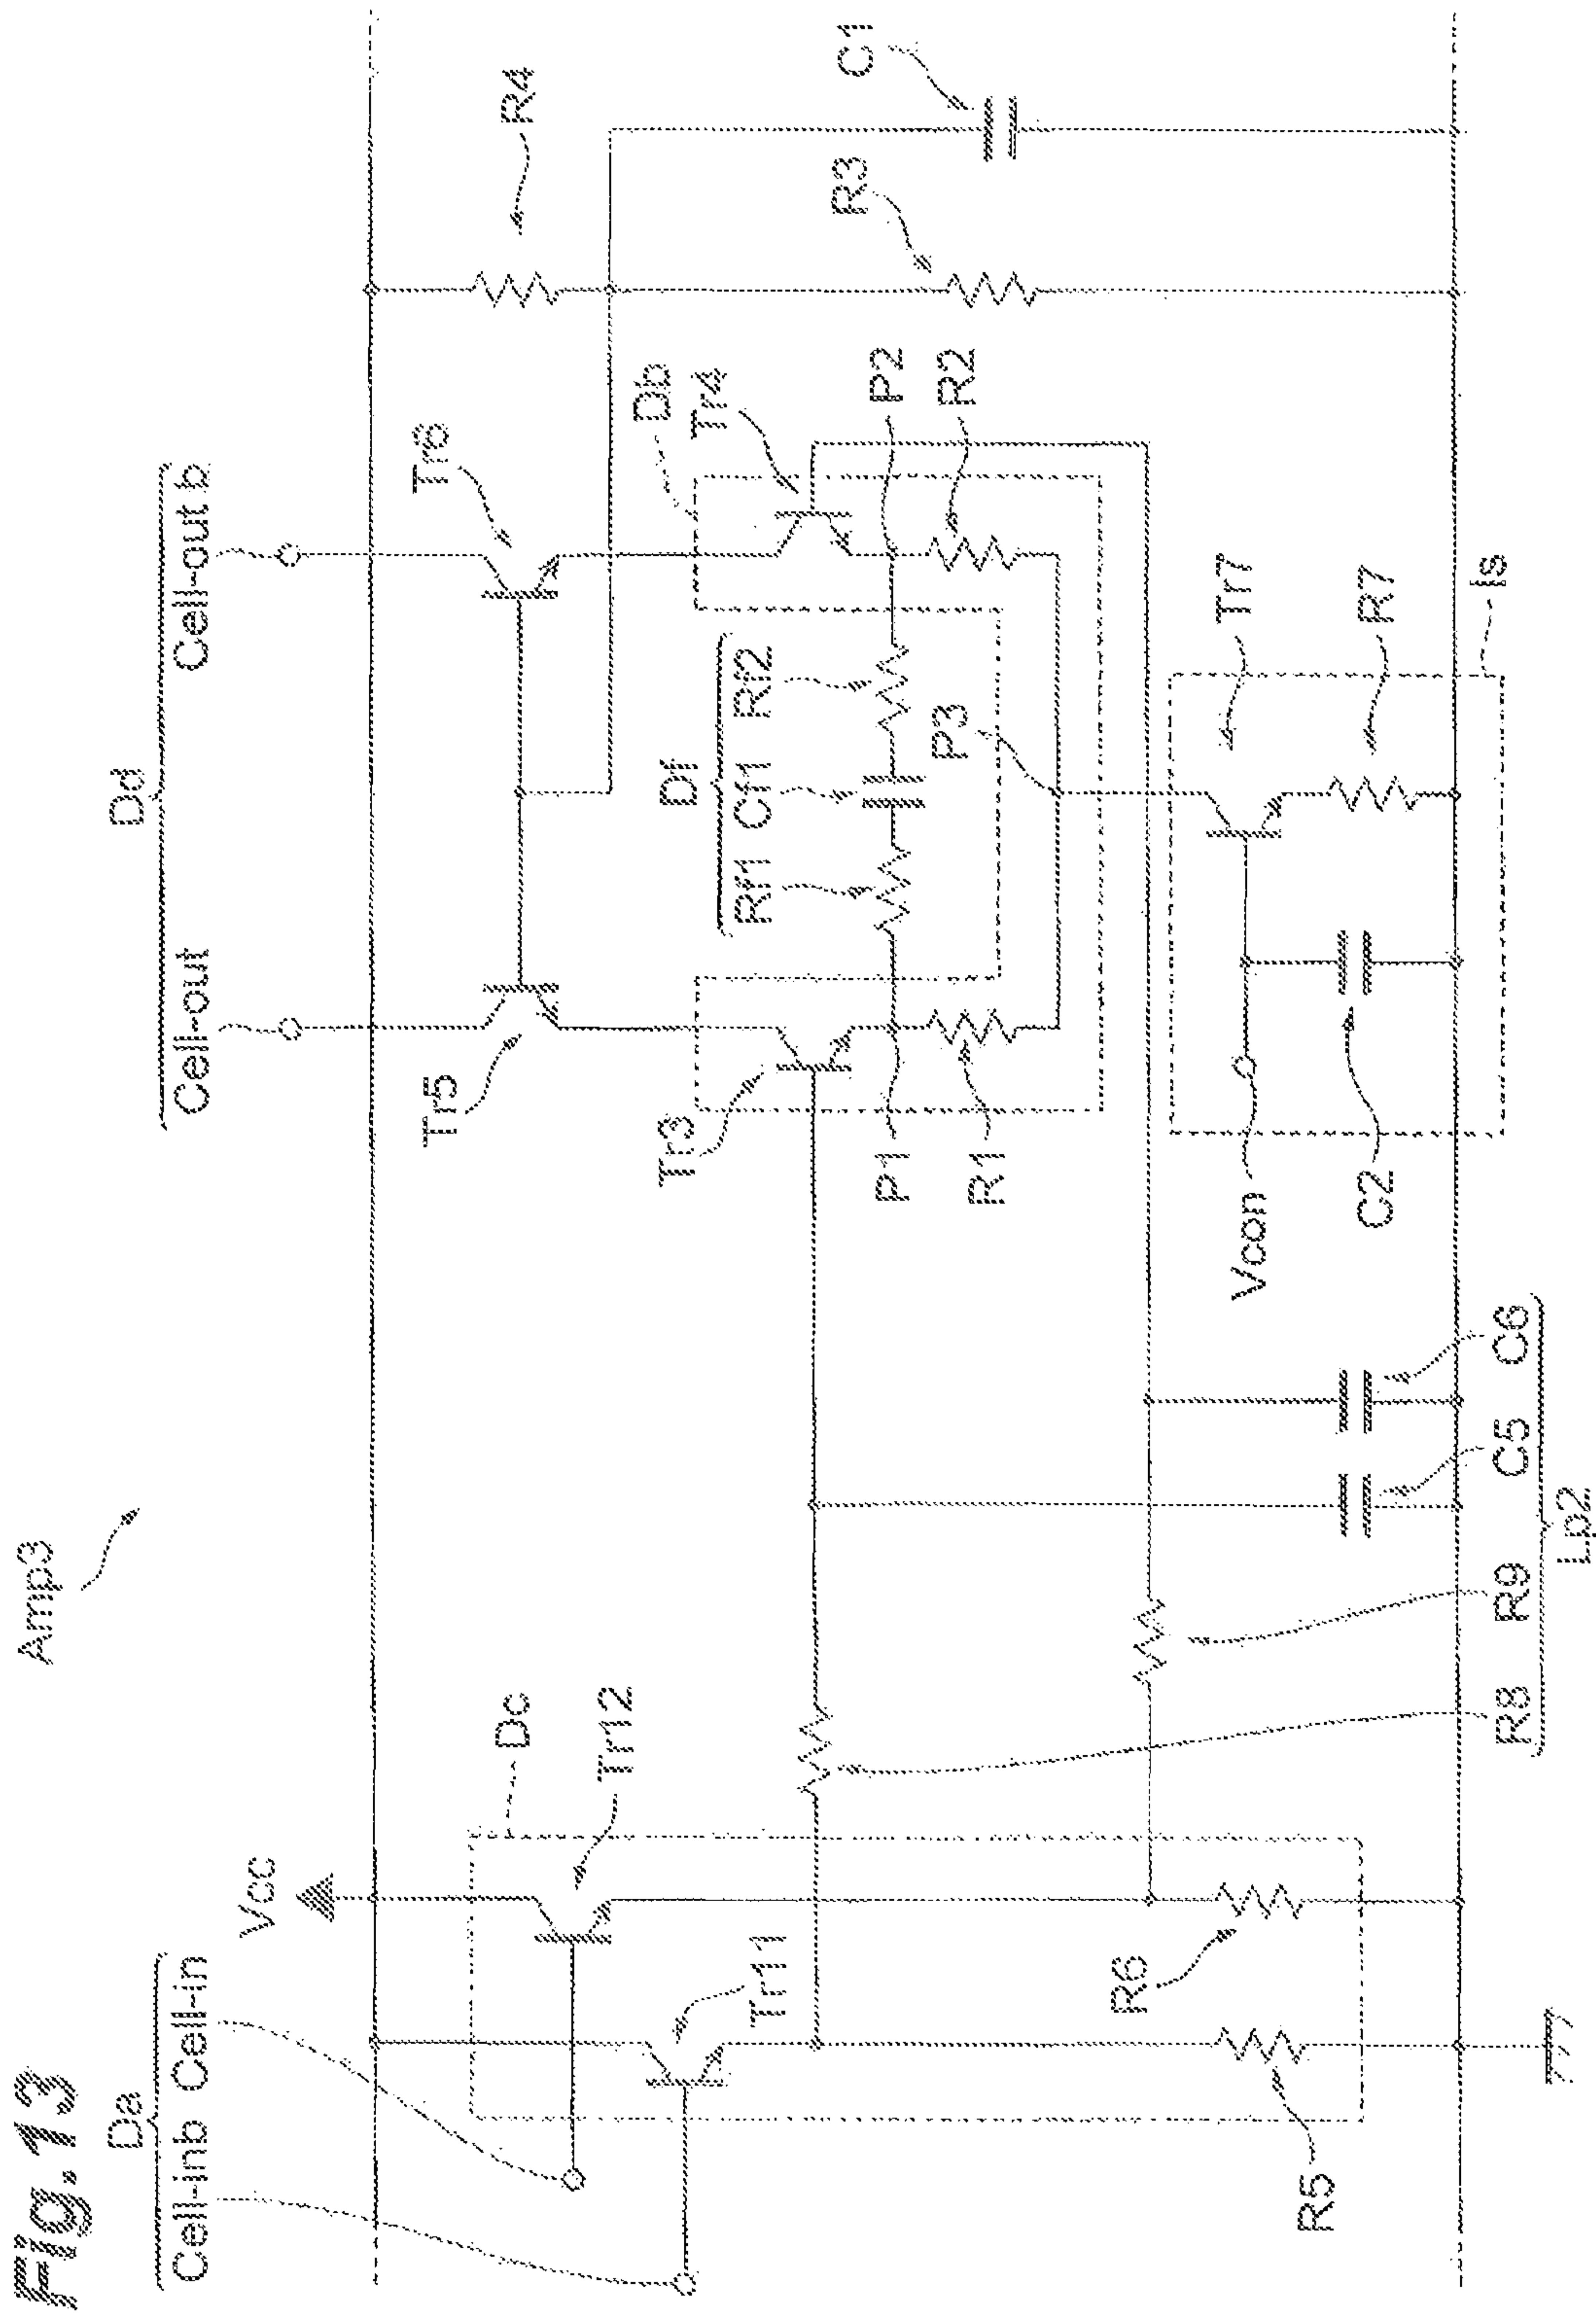 Fig.13
Amp3
Da
Cell-inb Cell-in
Vcc
Dd
Cell-out Cell-out b
Dc
Tr12
Tr11
Tr5
Tr6
R4
C1
R3
Db
Tr4
Tr3
Df
Rf1 Cf1 Rf2
P1
R1
P2
R2
P3
Tr7
R7
Is
Vcon
C2
R6
R5
R8 R9 C5 C6
Lp2